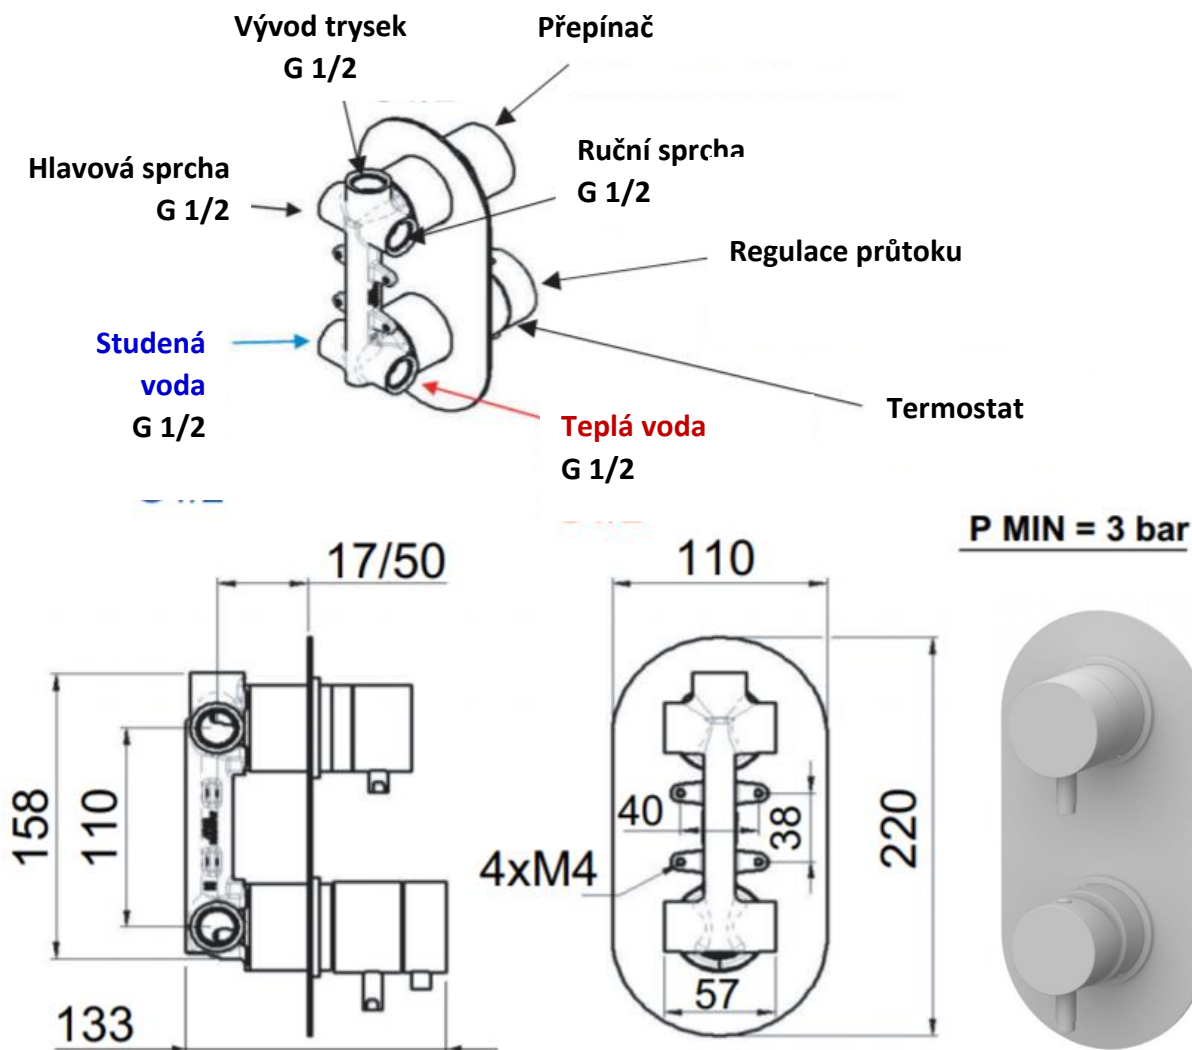 Vývod trysek
G 1/2
Přepínač
Hlavová sprcha
G 1/2
Ruční sprcha
G 1/2
Regulace průtoku
Studená
voda
G 1/2
Teplá voda
G 1/2
Termostat
P MIN = 3 bar
17/50
110
158
110
133
40
38
4xM4
57
220